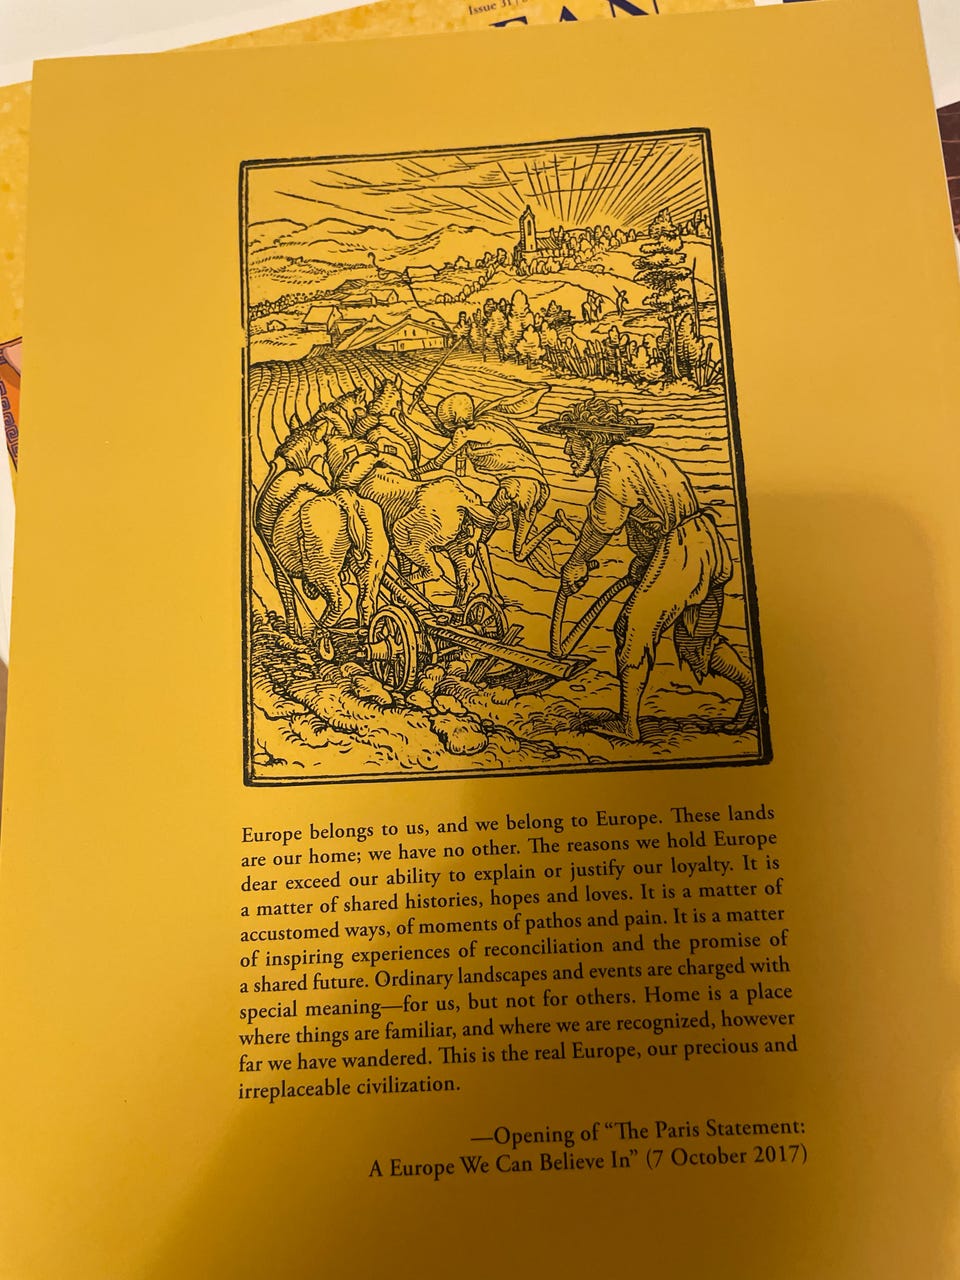 Issue 31
EAN
Europe belongs to us, and we belong to Europe. These lands
are our home; we have no other. The reasons we hold Europe
dear exceed our ability to explain or justify our loyalty. It is
a matter of shared histories, hopes and loves. It is a matter of
accustomed ways, of moments of pathos and pain. It is a matter
of inspiring experiences of reconciliation and the promise of
a shared future. Ordinary landscapes and events are charged with
special meaning—for us, but not for others. Home is a place
where things are familiar, and where we are recognized, however
far we have wandered. This is the real Europe, our precious and
irreplaceable civilization.
—Opening of “The Paris Statement:
A Europe We Can Believe In” (7 October 2017)